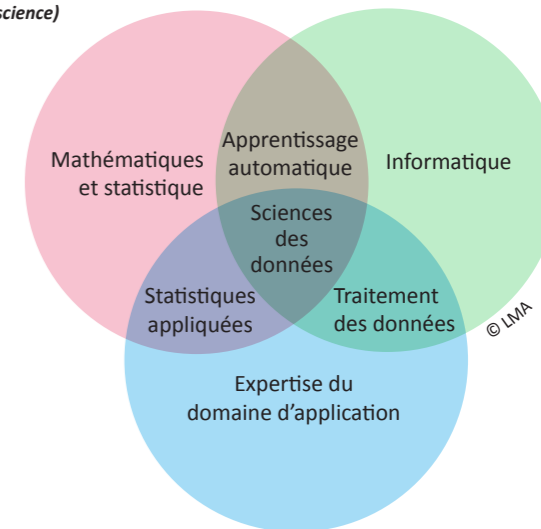 science)
Apprentissage
automatique
Mathématiques
et statistique
Informatique
Sciences
des
données
Statistiques
appliquées
Traitement
des données
© LMA
Expertise du
domaine d'application